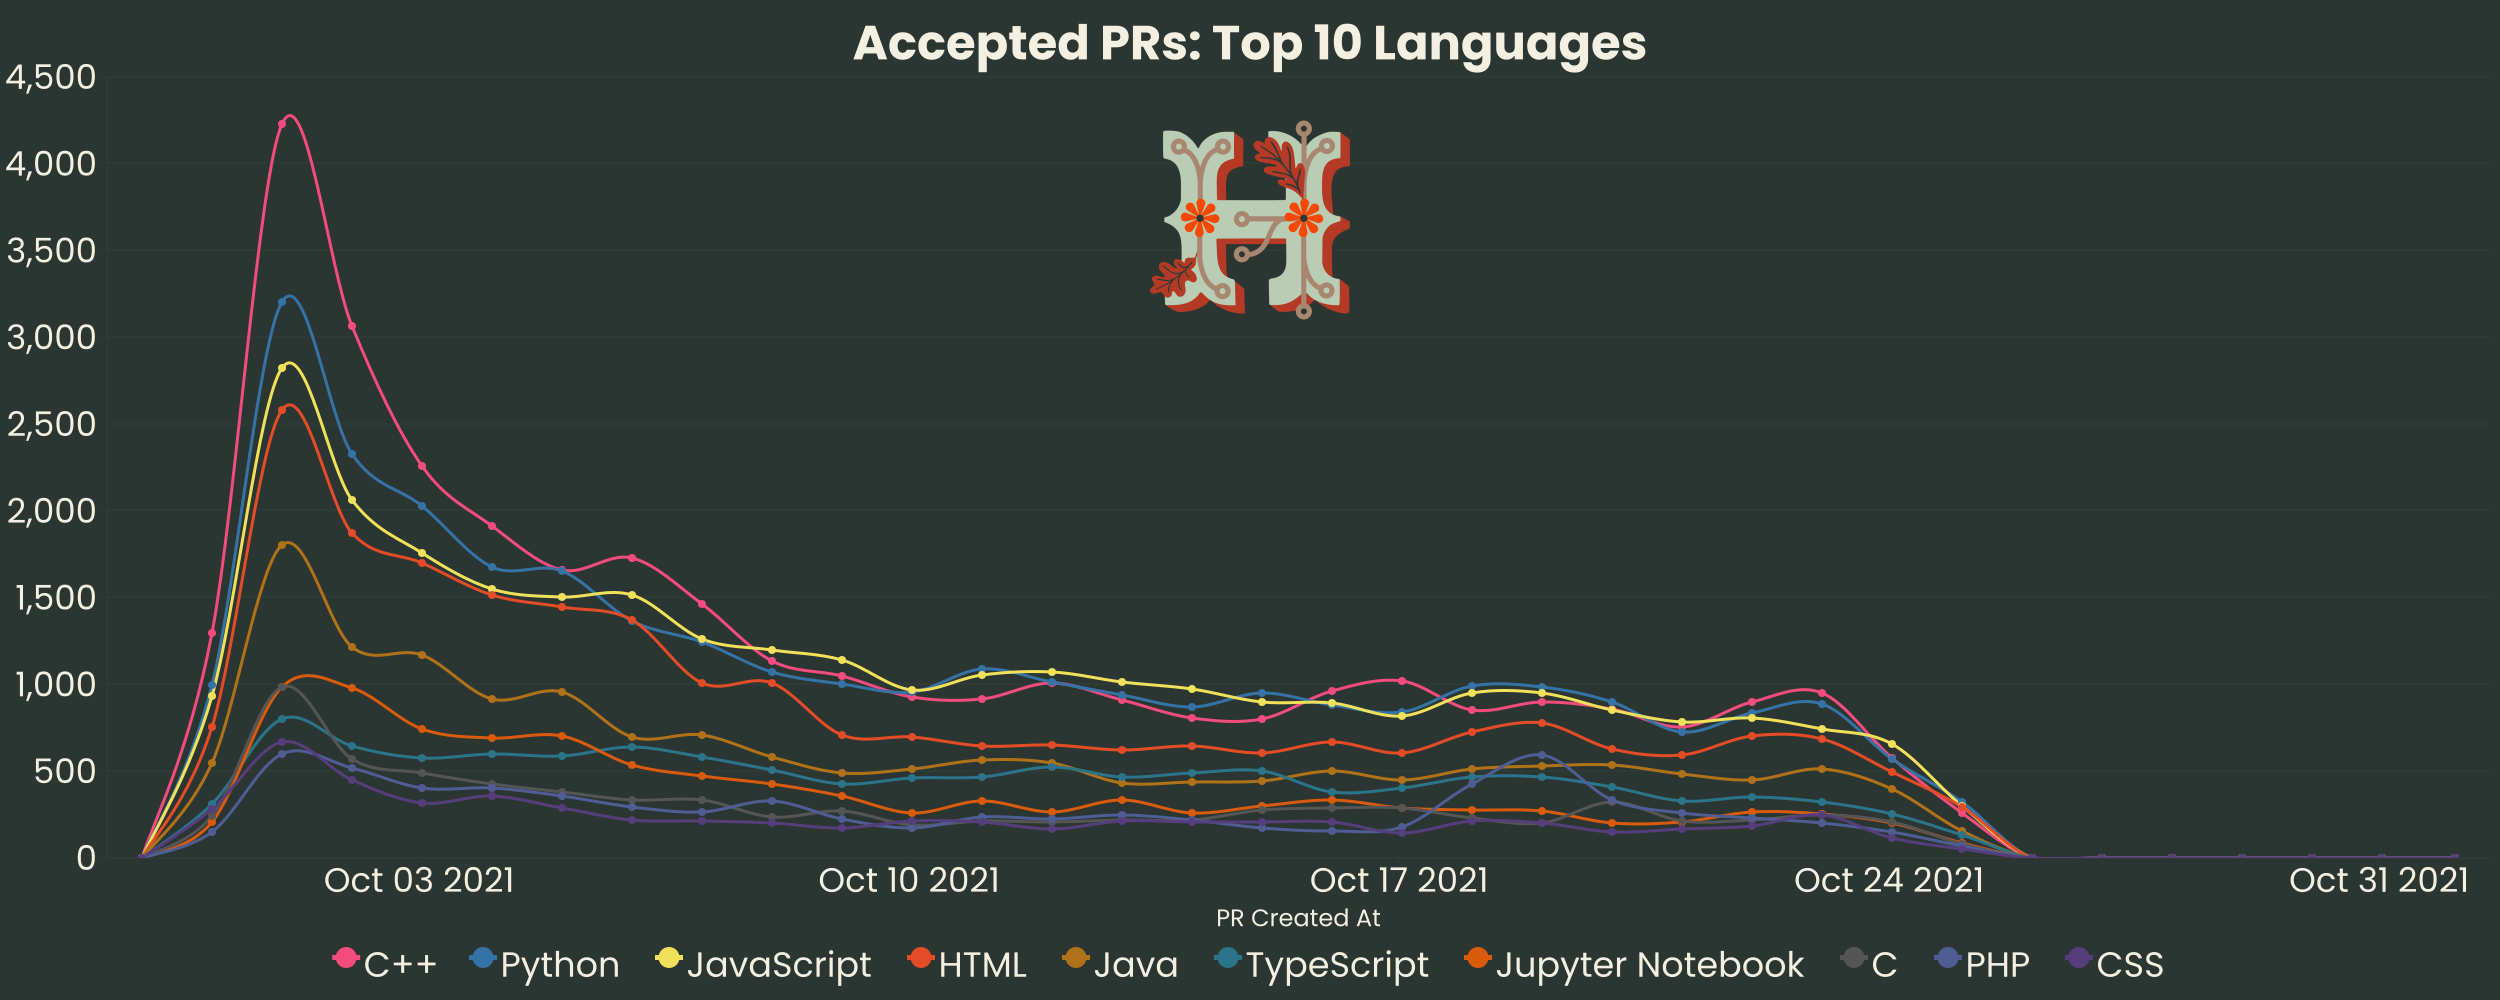 Accepted PRs: Top 10 Languages
4,500
4,000
3,500
3,000
2,500
2,000
1,500
1,000
500
0
Oct 03 2021 Oct 10 2021 Oct 17 2021 Oct 24 2021 Oct 31 2021
PR Created At
C++ Python JavaScript HTML Java TypeScript Jupyter Notebook C PHP CSS